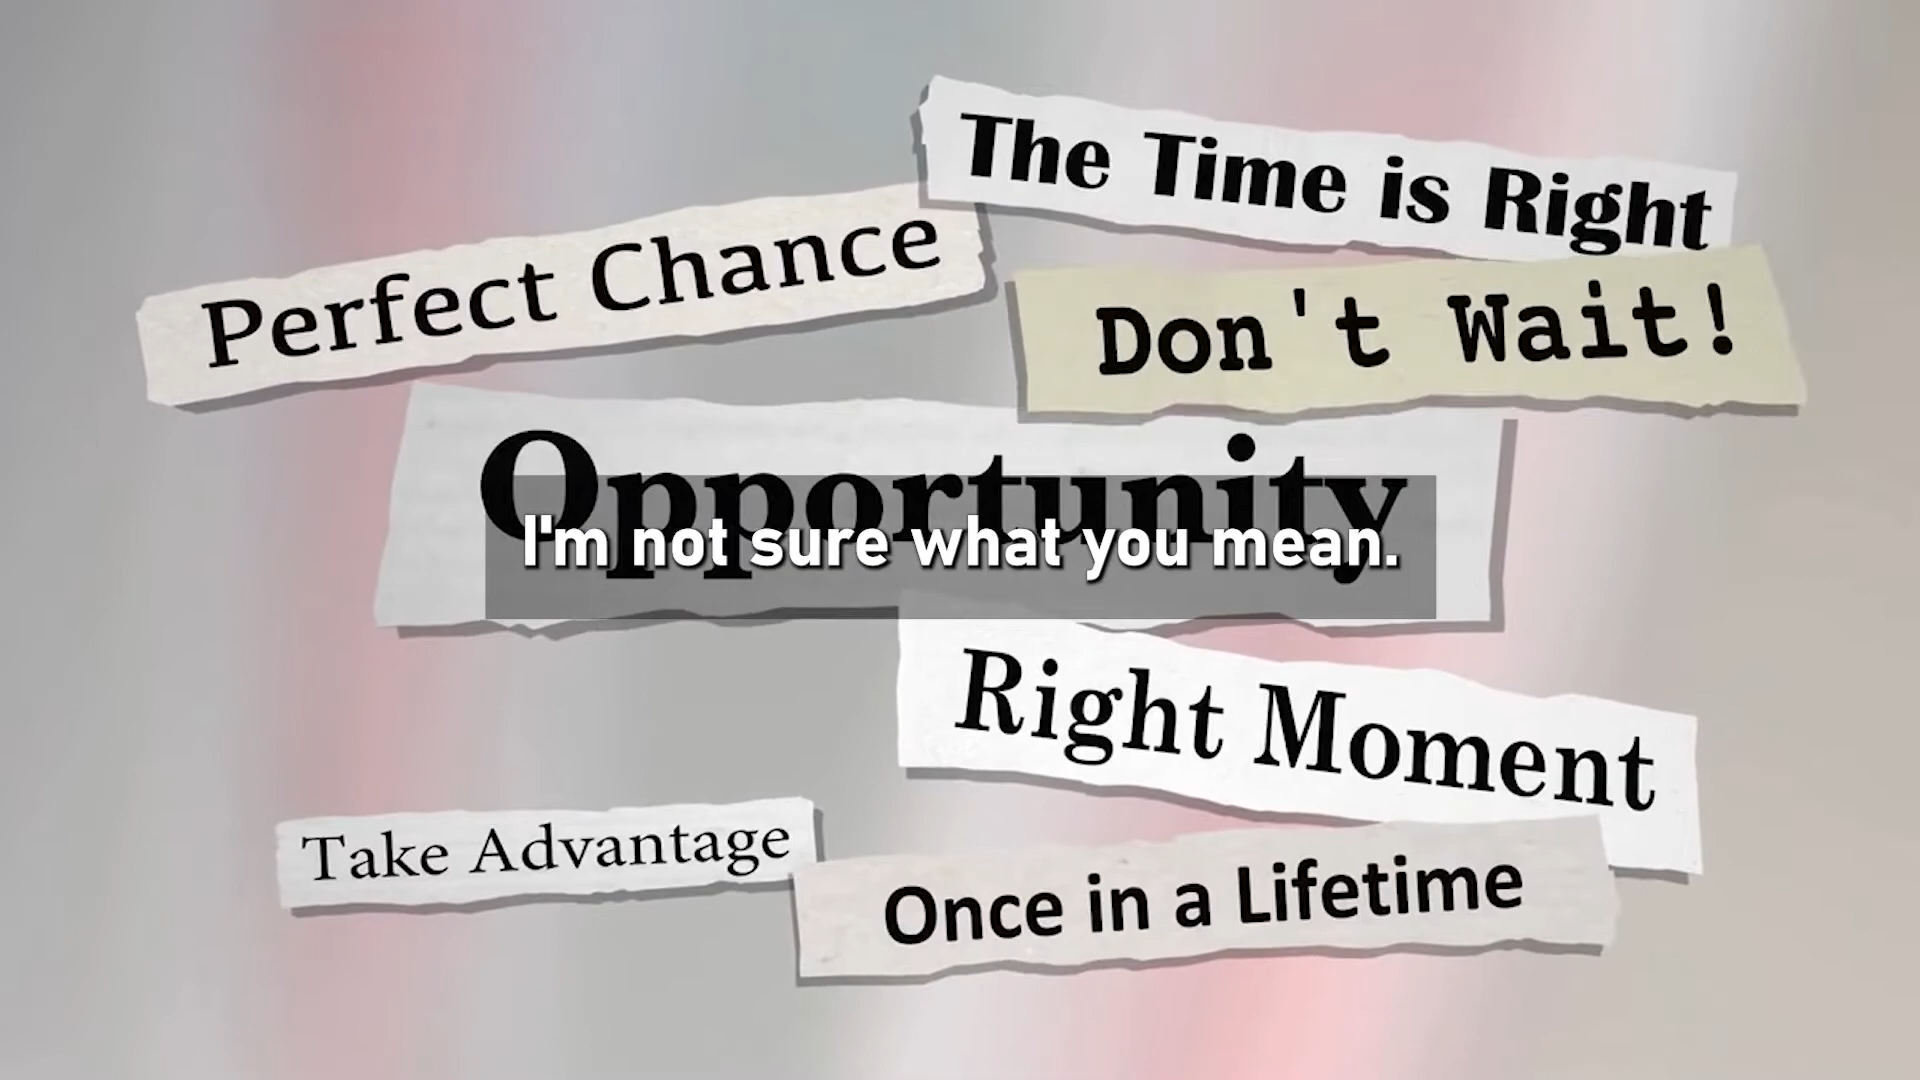 The Time is Right
Perfect Chance
Don't Wait!
Opportunity
I'm not sure what you mean.
Right Moment
Take Advantage
Once in a Lifetime